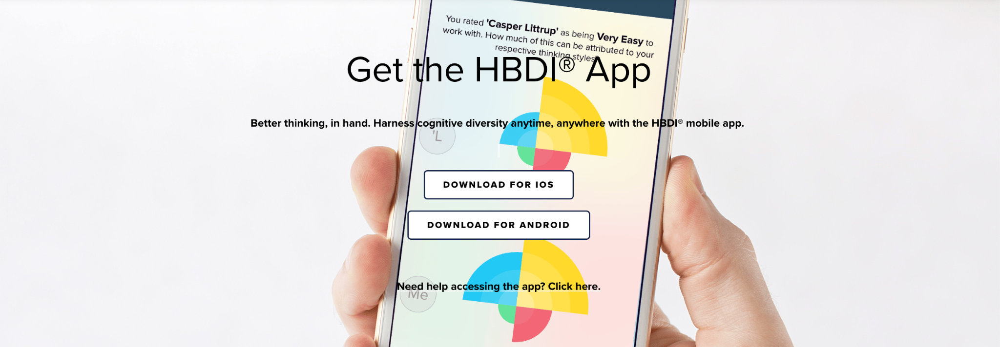 You rated 'Casper Littrup' as being Very Easy to
work with. How much of this can be attributed to your
respective thinking styles?
Get the HBDI® App
Better thinking, in hand. Harness cognitive diversity anytime, anywhere with the HBDI® mobile app.
'L
DOWNLOAD FOR IOS
DOWNLOAD FOR ANDROID
Need help accessing the app? Click here.
Me